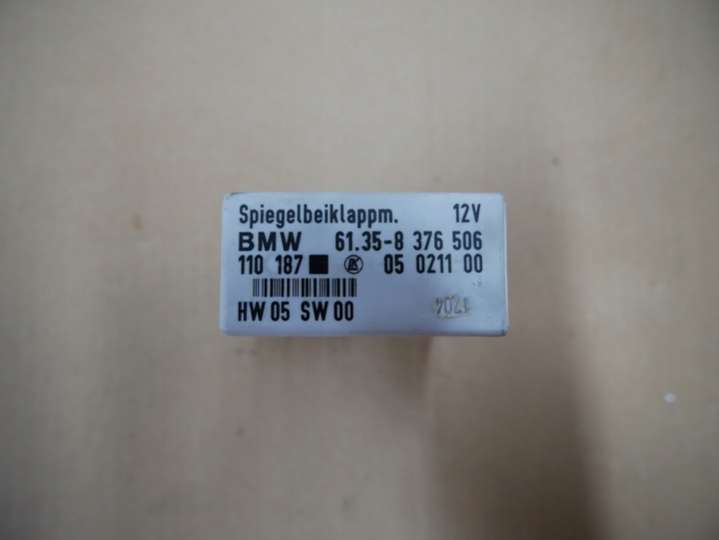 Spiegelbeiklappm. 12V
BMW 61.35-8 376 506
110 187 05 0211 00
HW 05 SW 00